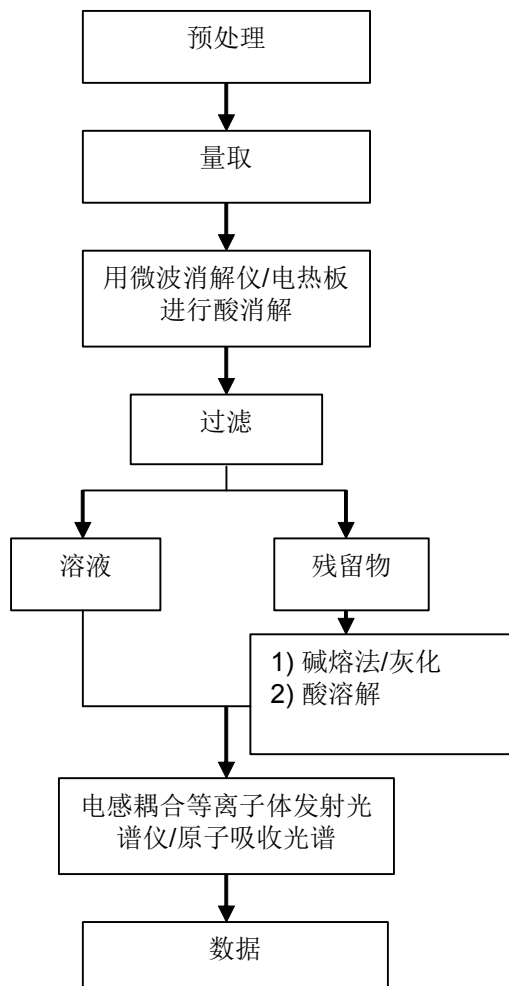 预处理
量取
用微波消解仪/电热板
进行酸消解
过滤
溶液
残留物
1) 碱熔法/灰化
2) 酸溶解
电感耦合等离子体发射光
谱仪/原子吸收光谱
数据